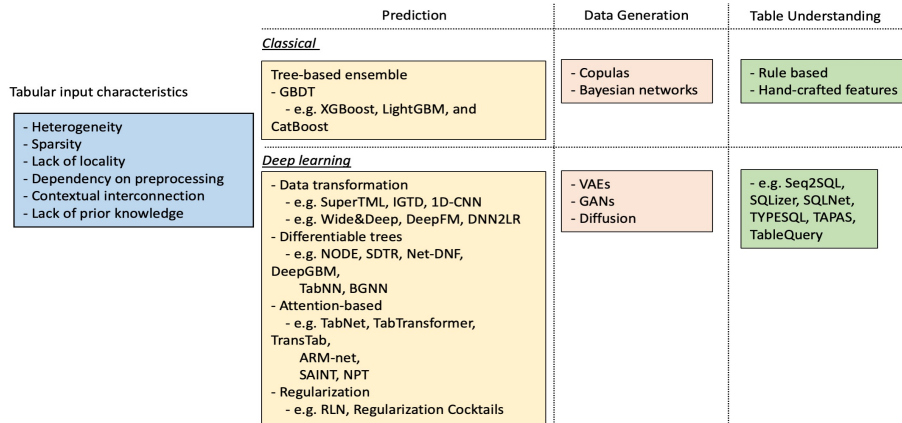 Prediction
Data Generation
Table Understanding
Classical
Tabular input characteristics
- Heterogeneity
- Sparsity
- Lack of locality
- Dependency on preprocessing
- Contextual interconnection
- Lack of prior knowledge
Tree-based ensemble
- GBDT
- e.g. XGBoost, LightGBM, and
CatBoost
- Copulas
- Bayesian networks
- Rule based
- Hand-crafted features
Deep learning
- Data transformation
- e.g. SuperTML, IGTD, 1D-CNN
- e.g. Wide&Deep, DeepFM, DNN2LR
- Differentiable trees
- e.g. NODE, SDTR, Net-DNF,
DeepGBM,
TabNN, BGNN
- Attention-based
- e.g. TabNet, TabTransformer,
TransTab,
ARM-net,
SAINT, NPT
- Regularization
- e.g. RLN, Regularization Cocktails
- VAEs
- GANs
- Diffusion
- e.g. Seq2SQL,
SQLizer, SQLNet,
TYPESQL, TAPAS,
TableQuery